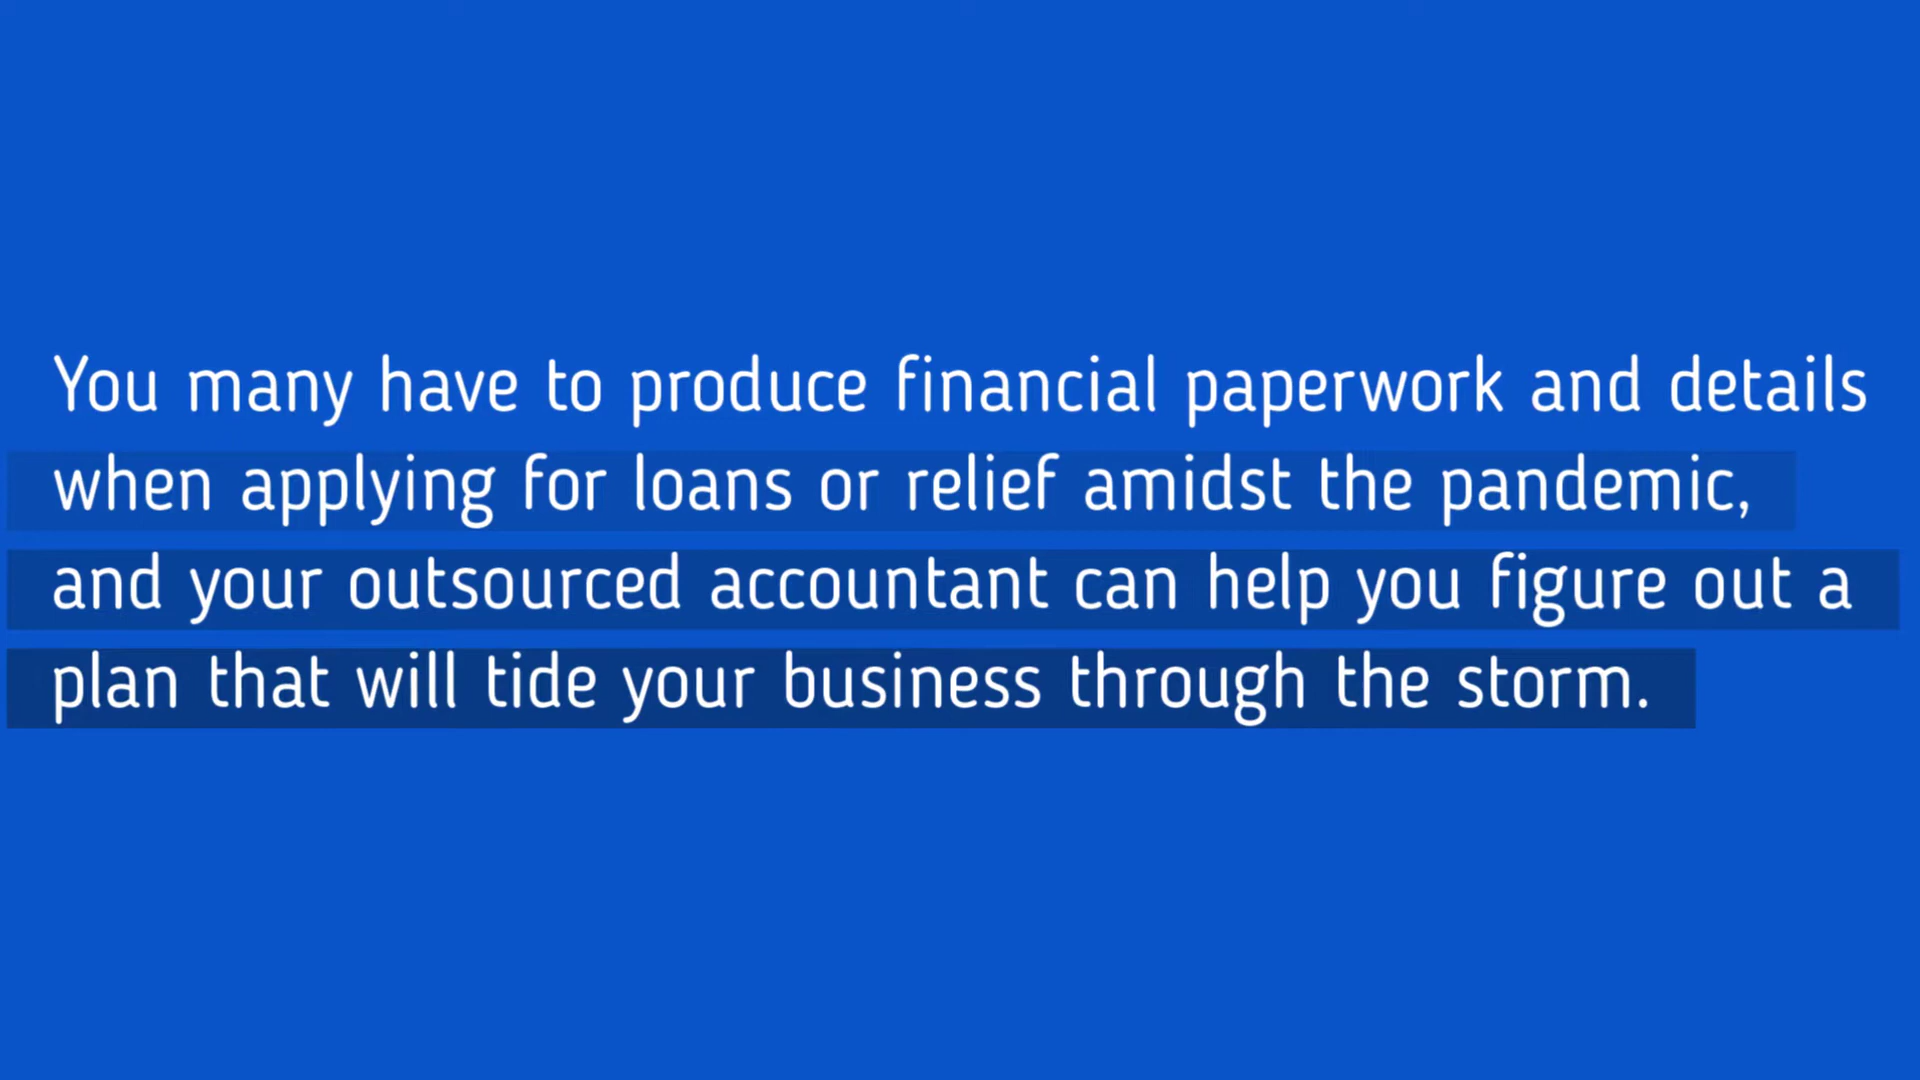 You many have to produce financial paperwork and details
when applying for loans or relief amidst the pandemic,
and your outsourced accountant can help you figure out a
plan that will tide your business through the storm.